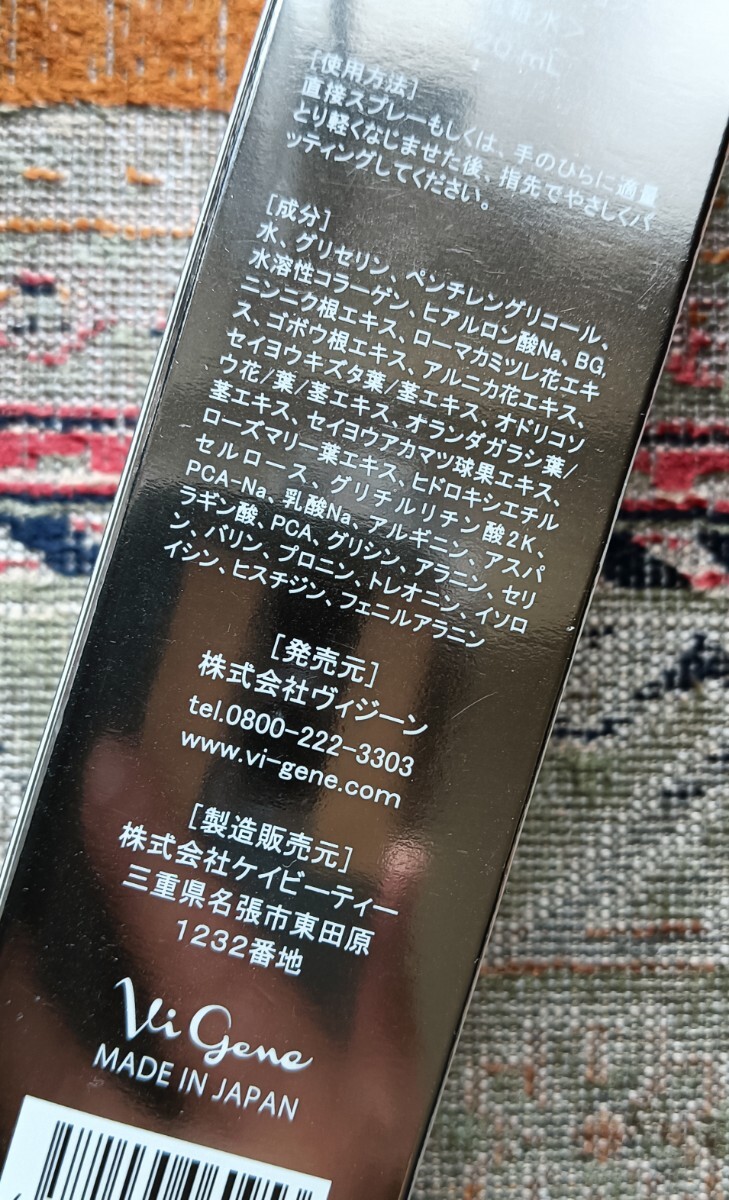 20mL
[使用方法]
直接スプレーもしくは、手のひらに適量
とり軽くなじませた後、指先でやさしくパ
ッティングしてください。
[成分]
水、グリセリン、ペンチレングリコール、
水溶性コラーゲン、ヒアルロン酸Na、BG、
ニンニク根エキス、ローマカミツレ花エキ
ス、ゴボウ根エキス、アルニカ花エキス、
セイヨウキズタ葉/茎エキス、オドリコソ
ウ花/葉/茎エキス、オランダガラシ葉/
茎エキス、セイヨウアカマツ球果エキス、
ローズマリー葉エキス、ヒドロキシエチル
セルロース、グリチルリチン酸2K、
PCA-Na、乳酸Na、アルギニン、アスパ
ラギン酸、PCA、グリシン、アラニン、セリ
ン、バリン、プロニン、トレオニン、イソロ
イシン、ヒスチジン、フェニルアラニン
[発売元]
株式会社ヴィジーン
tel.0800-222-3303
www.vi-gene.com
[製造販売元]
株式会社ケイビーティー
三重県名張市東田原
1232番地
Vi Gene
MADE IN JAPAN